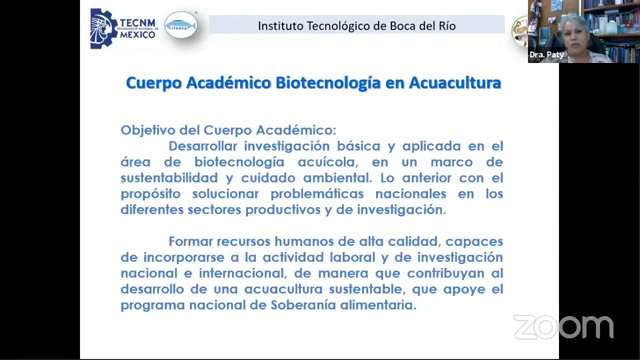 TECNM
MÉXICO
Instituto Tecnológico de Boca del Río
Dra. Paty
Cuerpo Académico Biotecnología en Acuacultura
Objetivo del Cuerpo Académico:
Desarrollar investigación básica y aplicada en el
área de biotecnología acuícola, en un marco de
sustentabilidad y cuidado ambiental. Lo anterior con el
propósito solucionar problemáticas nacionales en los
diferentes sectores productivos y de investigación.
Formar recursos humanos de alta calidad, capaces
de incorporarse a la actividad laboral y de investigación
nacional e internacional, de manera que contribuyan al
desarrollo de una acuacultura sustentable, que apoye el
programa nacional de Soberanía alimentaria.
zoom